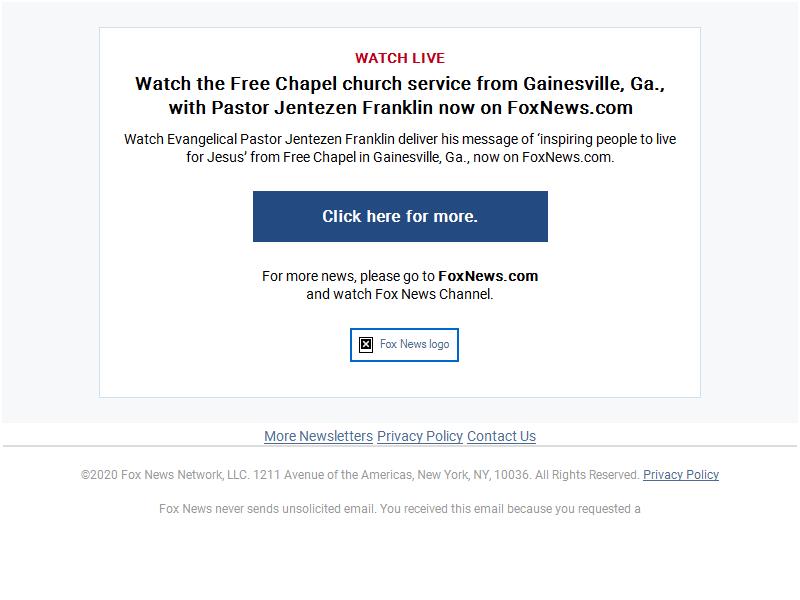 WATCH LIVE
Watch the Free Chapel church service from Gainesville, Ga.,
with Pastor Jentezen Franklin now on FoxNews.com
Watch Evangelical Pastor Jentezen Franklin deliver his message of ‘inspiring people to live
for Jesus’ from Free Chapel in Gainesville, Ga., now on FoxNews.com.
Click here for more.
For more news, please go to FoxNews.com
and watch Fox News Channel.
Fox News logo
More Newsletters Privacy Policy Contact Us
©2020 Fox News Network, LLC. 1211 Avenue of the Americas, New York, NY, 10036. All Rights Reserved. Privacy Policy
Fox News never sends unsolicited email. You received this email because you requested a